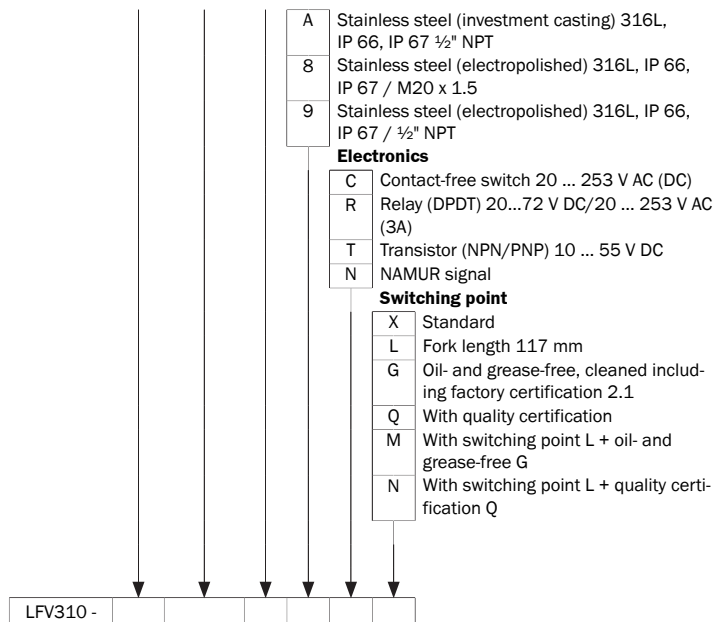 A Stainless steel (investment casting) 316L,
IP 66, IP 67 ½" NPT
8 Stainless steel (electropolished) 316L, IP 66,
IP 67 / M20 x 1.5
9 Stainless steel (electropolished) 316L, IP 66,
IP 67 / ½" NPT
Electronics
C Contact-free switch 20 ... 253 V AC (DC)
R Relay (DPDT) 20...72 V DC/20 ... 253 V AC
(3A)
T Transistor (NPN/PNP) 10 ... 55 V DC
N NAMUR signal
Switching point
X Standard
L Fork length 117 mm
G Oil- and grease-free, cleaned includ-
ing factory certification 2.1
Q With quality certification
M With switching point L + oil- and
grease-free G
N With switching point L + quality certi-
fication Q
LFV310 -